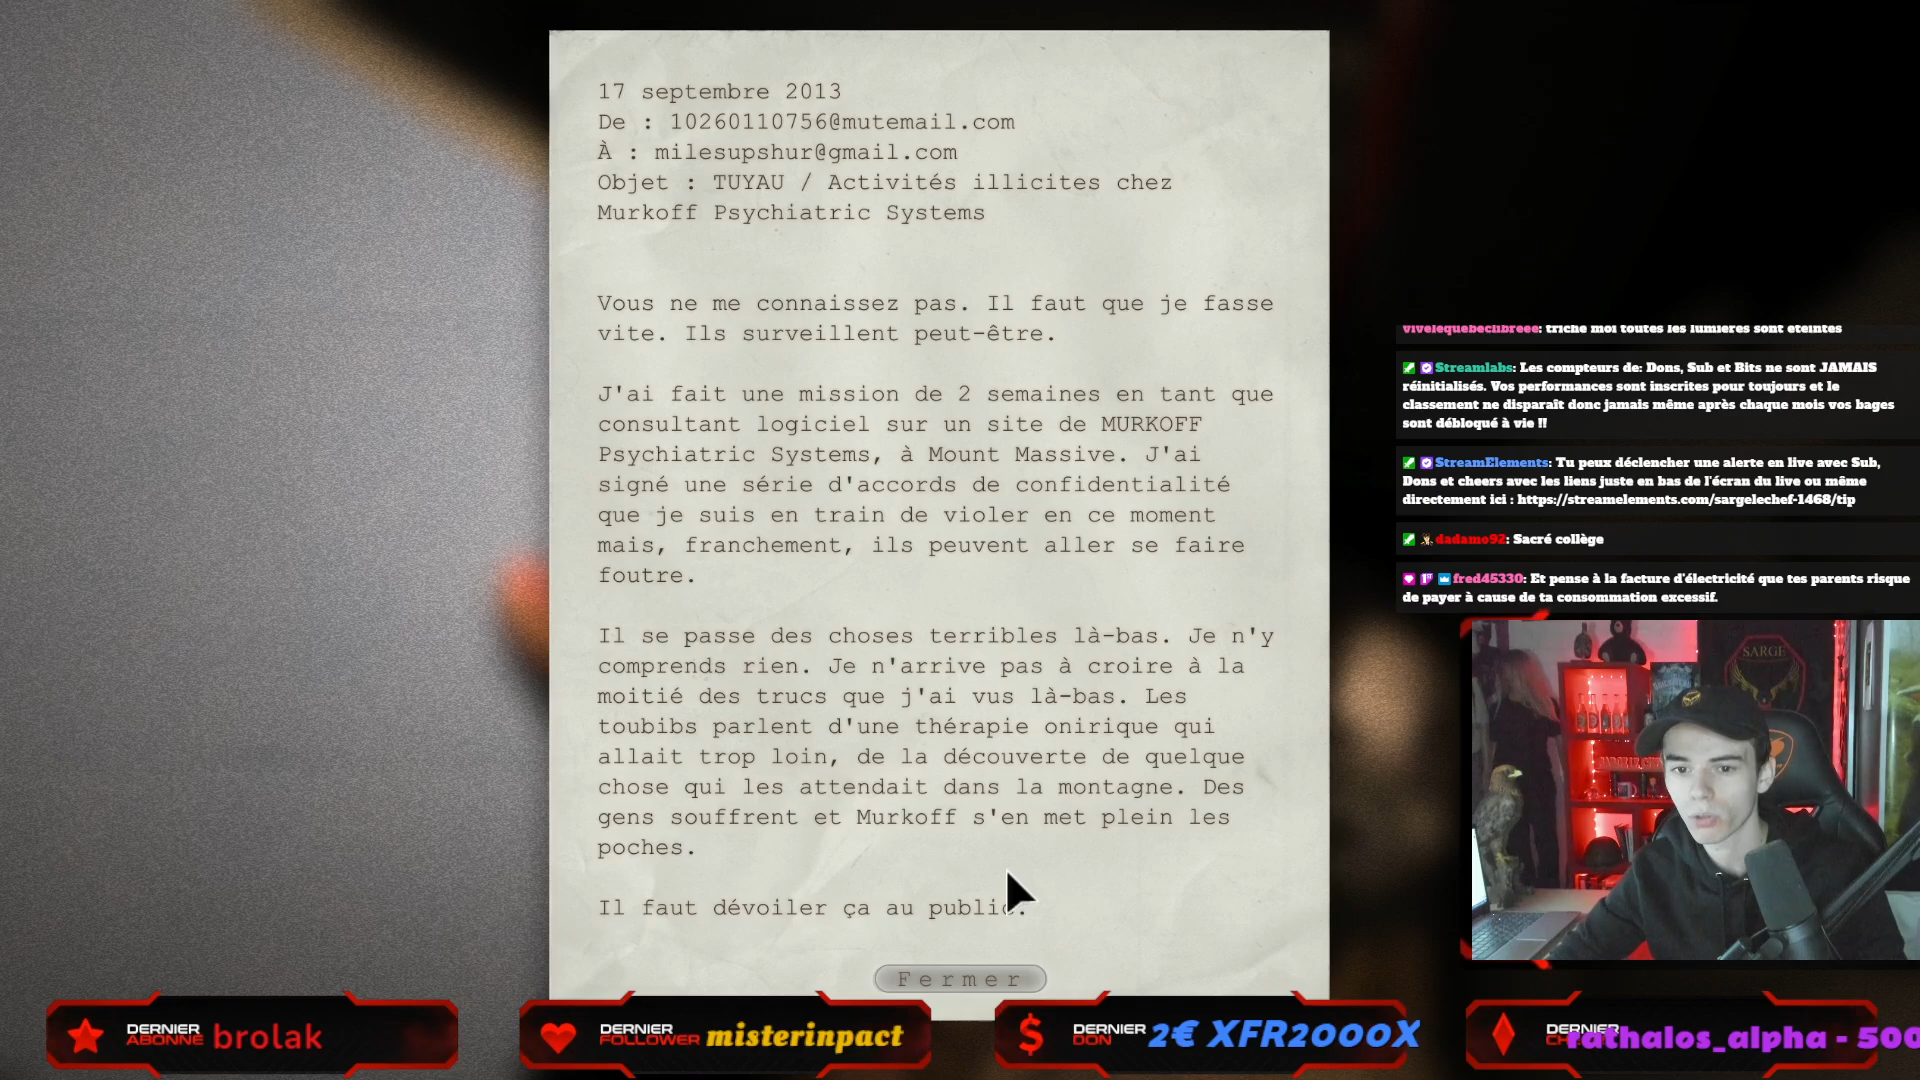 17 septembre 2013
De : 10260110756@mutemail.com
À : milesupshur@gmail.com
Objet : TUYAU / Activités illicites chez
Murkoff Psychiatric Systems
Vous ne me connaissez pas. Il faut que je fasse
vite. Ils surveillent peut-être.
J'ai fait une mission de 2 semaines en tant que
consultant logiciel sur un site de MURKOFF
Psychiatric Systems, à Mount Massive. J'ai
signé une série d'accords de confidentialité
que je suis en train de violer en ce moment
mais, franchement, ils peuvent aller se faire
foutre.
Il se passe des choses terribles là-bas. Je n'y
comprends rien. Je n'arrive pas à croire à la
moitié des trucs que j'ai vus là-bas. Les
toubibs parlent d'une thérapie onirique qui
allait trop loin, de la découverte de quelque
chose qui les attendait dans la montagne. Des
gens souffrent et Murkoff s'en met plein les
poches.
Il faut dévoiler ça au public.
Fermer
vivelequebeclibreee: triche moi toutes les lumieres sont eteintes
Streamlabs: Les compteurs de: Dons, Sub et Bits ne sont JAMAIS
réinitialisés. Vos performances sont inscrites pour toujours et le
classement ne disparaît donc jamais même après chaque mois vos bages
sont débloqué à vie !!
StreamElements: Tu peux déclencher une alerte en live avec Sub,
Dons et cheers avec les liens juste en bas de l'écran du live ou même
directement ici : https://streamelements.com/sargelechef-1468/tip
dadamo92: Sacré collège
fred45330: Et pense à la facture d'électricité que tes parents risque
de payer à cause de ta consommation excessif.
SARGE
DERNIER
ABONNÉ brolak
DERNIER
FOLLOWER misterinpact
DERNIER
DON 2€ XFR2000X
DERNIER
rathalos_alpha - 500